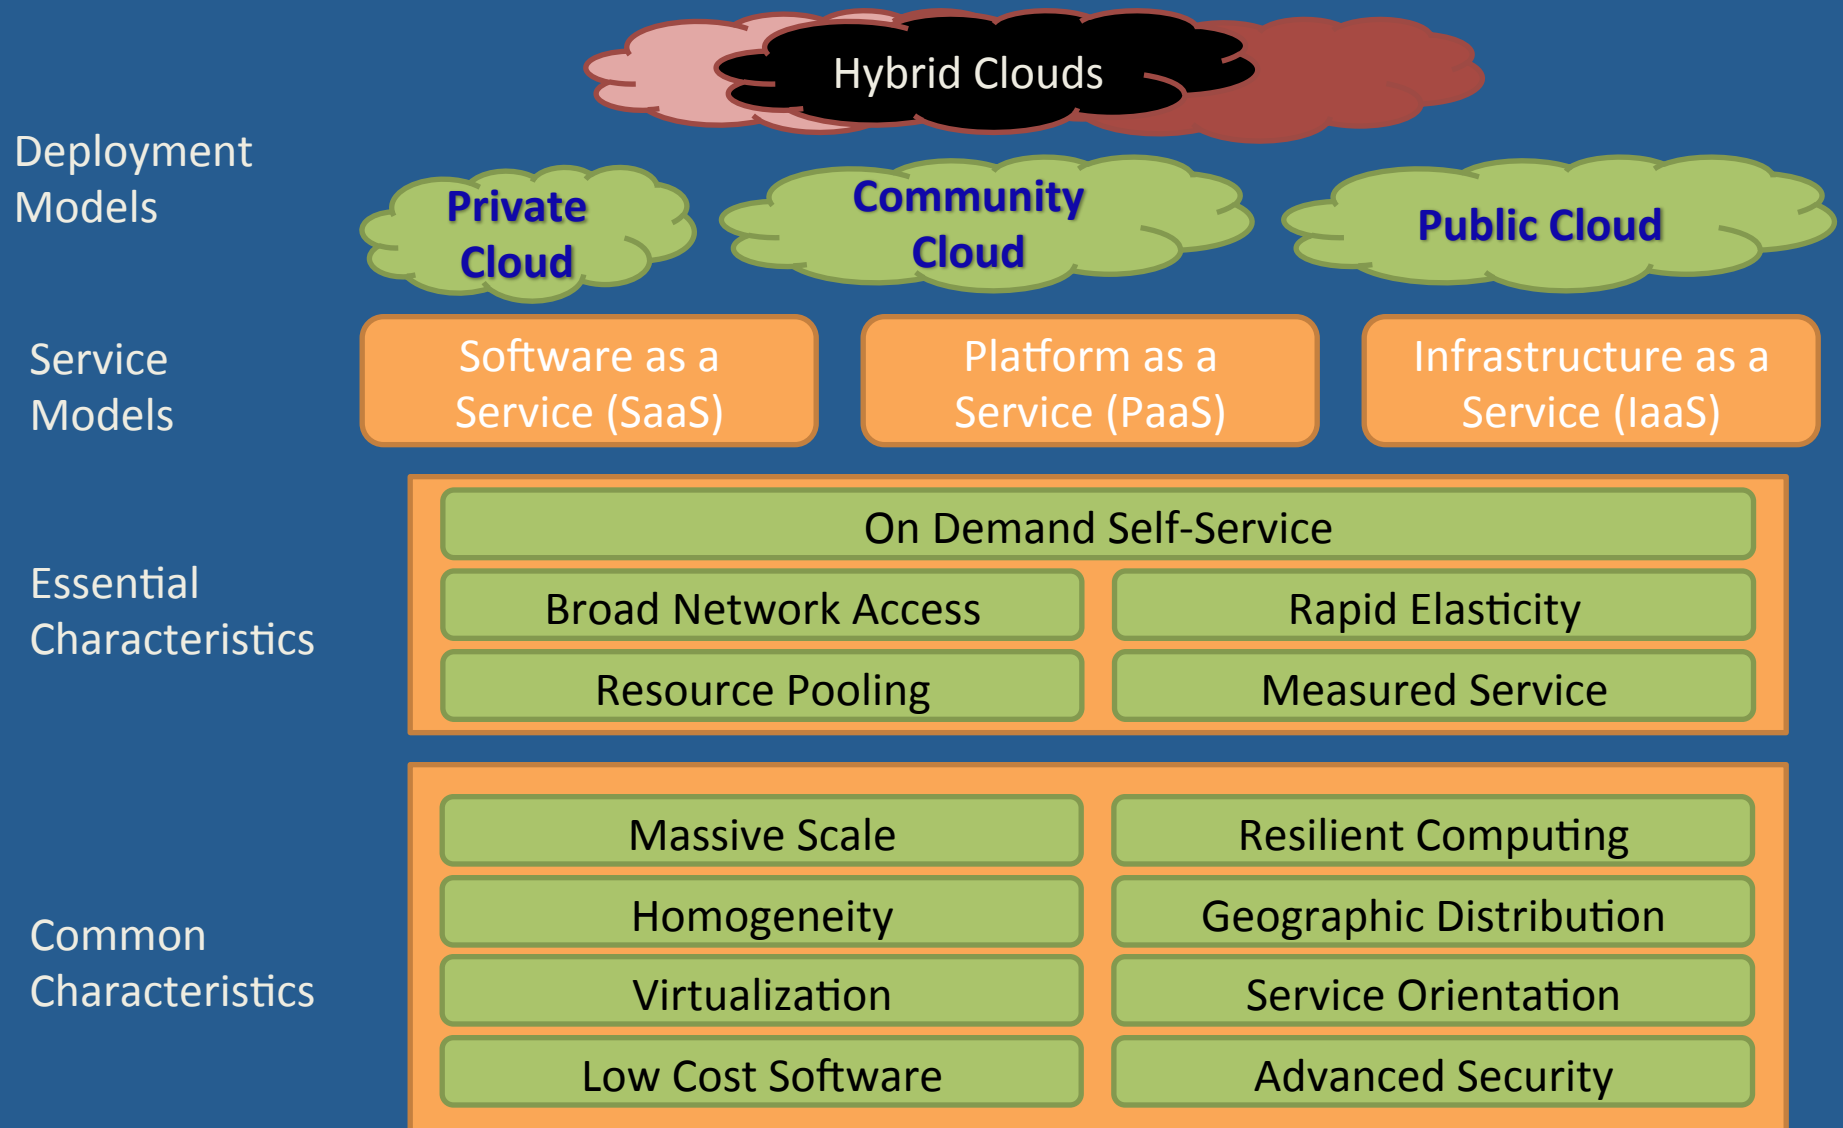 Hybrid Clouds
Deployment
Models
Private
Cloud
Community
Cloud
Public Cloud
Service
Models
Software as a
Service (SaaS)
Platform as a
Service (PaaS)
Infrastructure as a
Service (IaaS)
Essential
Characteristics
On Demand Self-Service
Broad Network Access
Rapid Elasticity
Resource Pooling
Measured Service
Common
Characteristics
Massive Scale
Resilient Computing
Homogeneity
Geographic Distribution
Virtualization
Service Orientation
Low Cost Software
Advanced Security